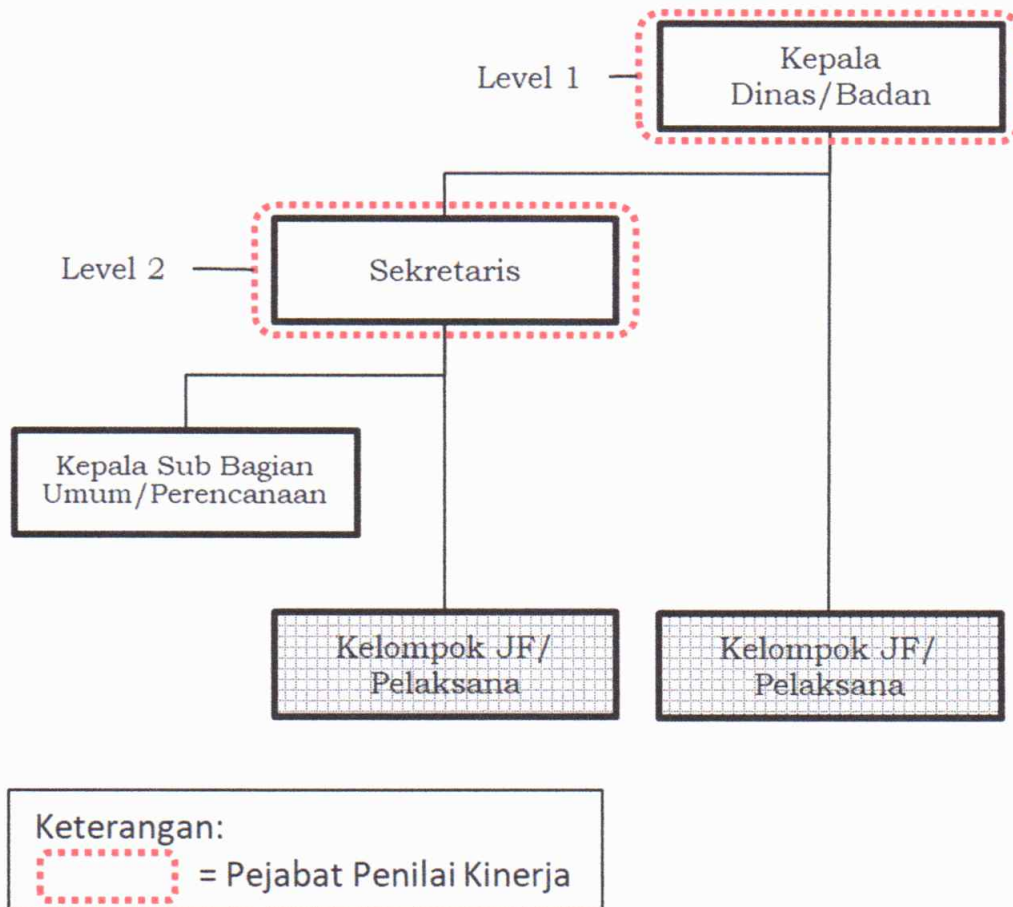 Level 1
Kepala
Dinas/Badan
Level 2
Sekretaris
Kepala Sub Bagian
Umum/Perencanaan
Kelompok JF/
Pelaksana
Kelompok JF/
Pelaksana
Keterangan:
= Pejabat Penilai Kinerja